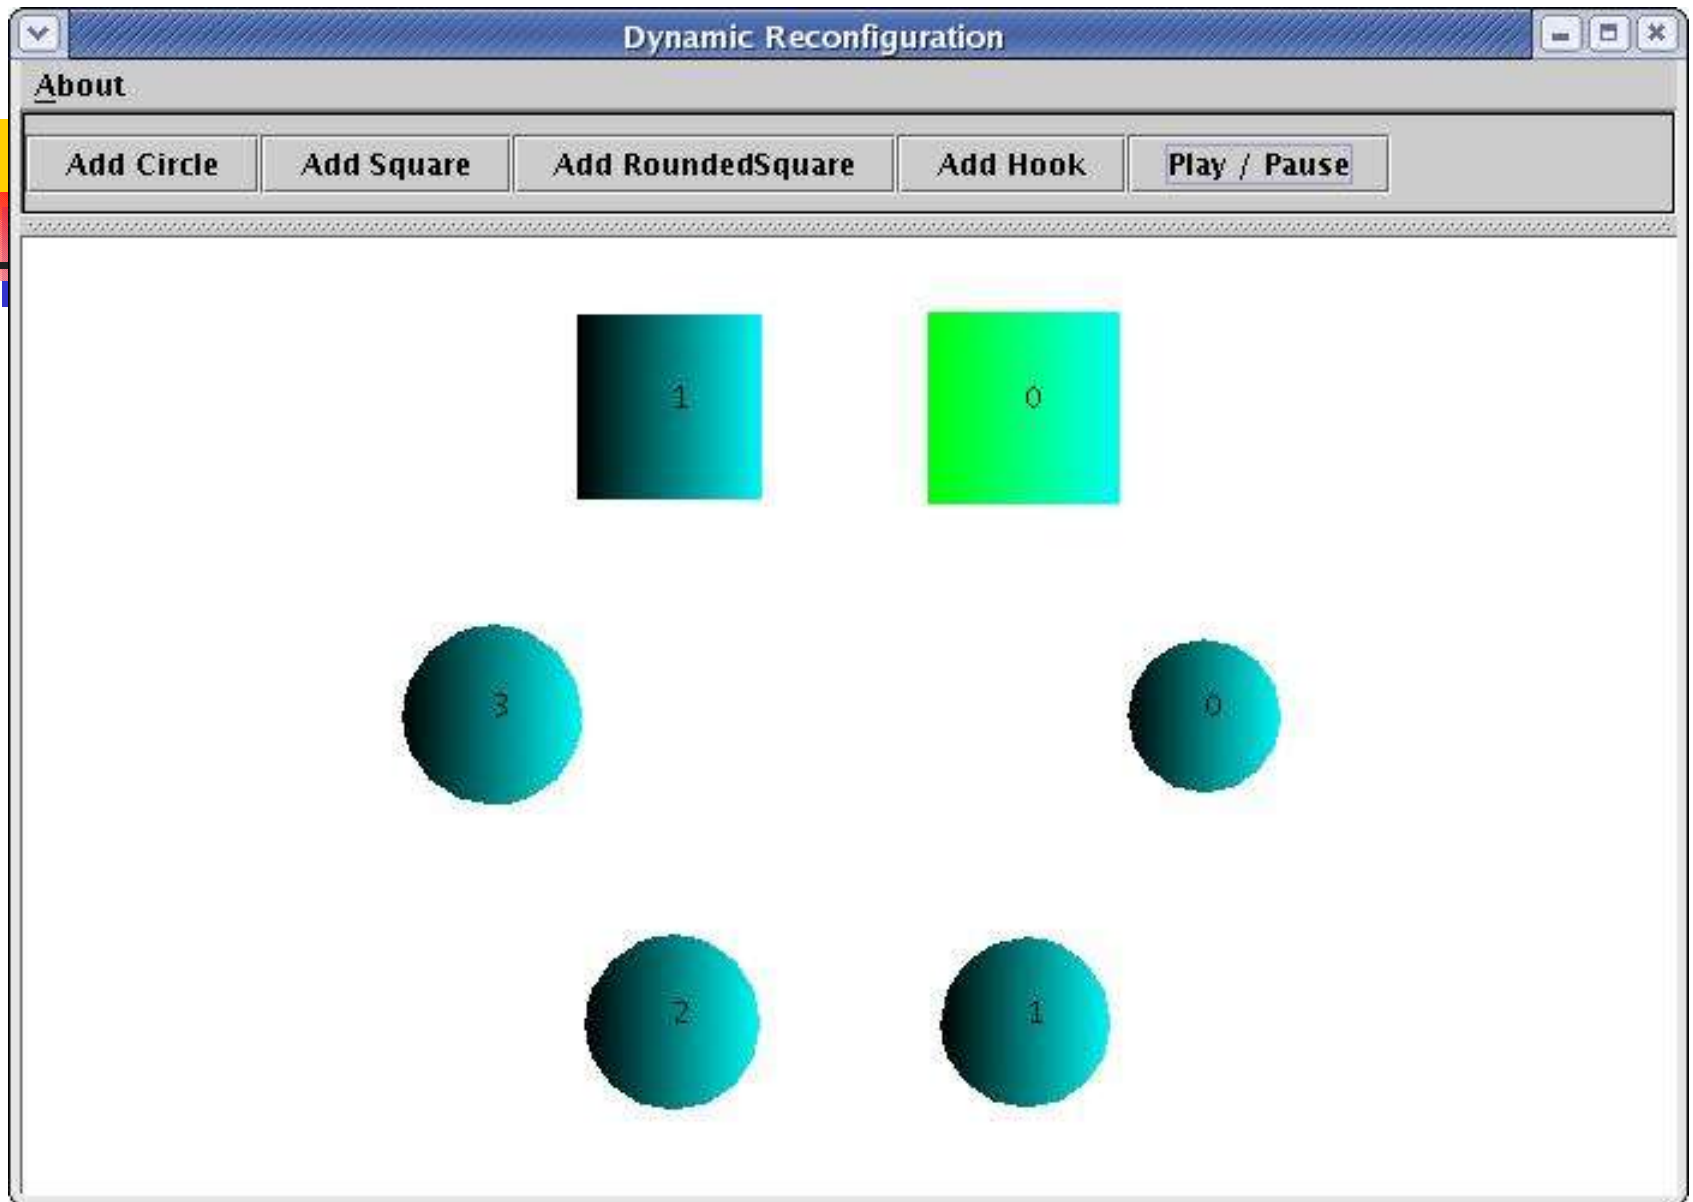 Dynamic Reconfiguration
About
Add Circle Add Square Add RoundedSquare Add Hook Play / Pause
1 0
3 0
2 1